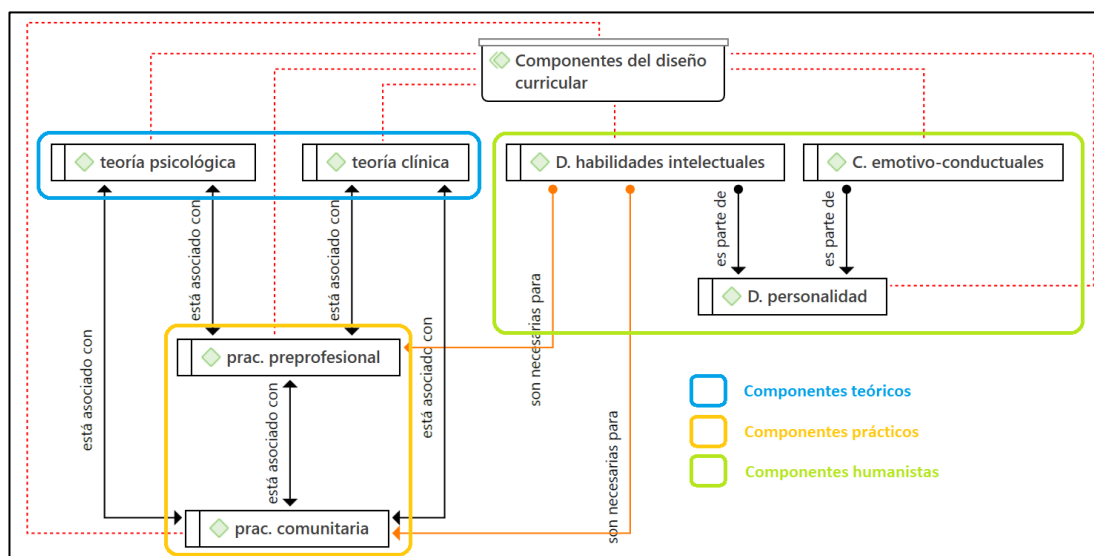 Componentes del diseño
curricular
teoría psicológica
teoría clínica
D. habilidades intelectuales
C. emotivo-conductuales
está asociado con
está asociado con
es parte de
es parte de
D. personalidad
son necesarias para
está asociado con
está asociado con
prac. preprofesional
está asociado con
son necesarias para
prac. comunitaria
Componentes teóricos
Componentes prácticos
Componentes humanistas